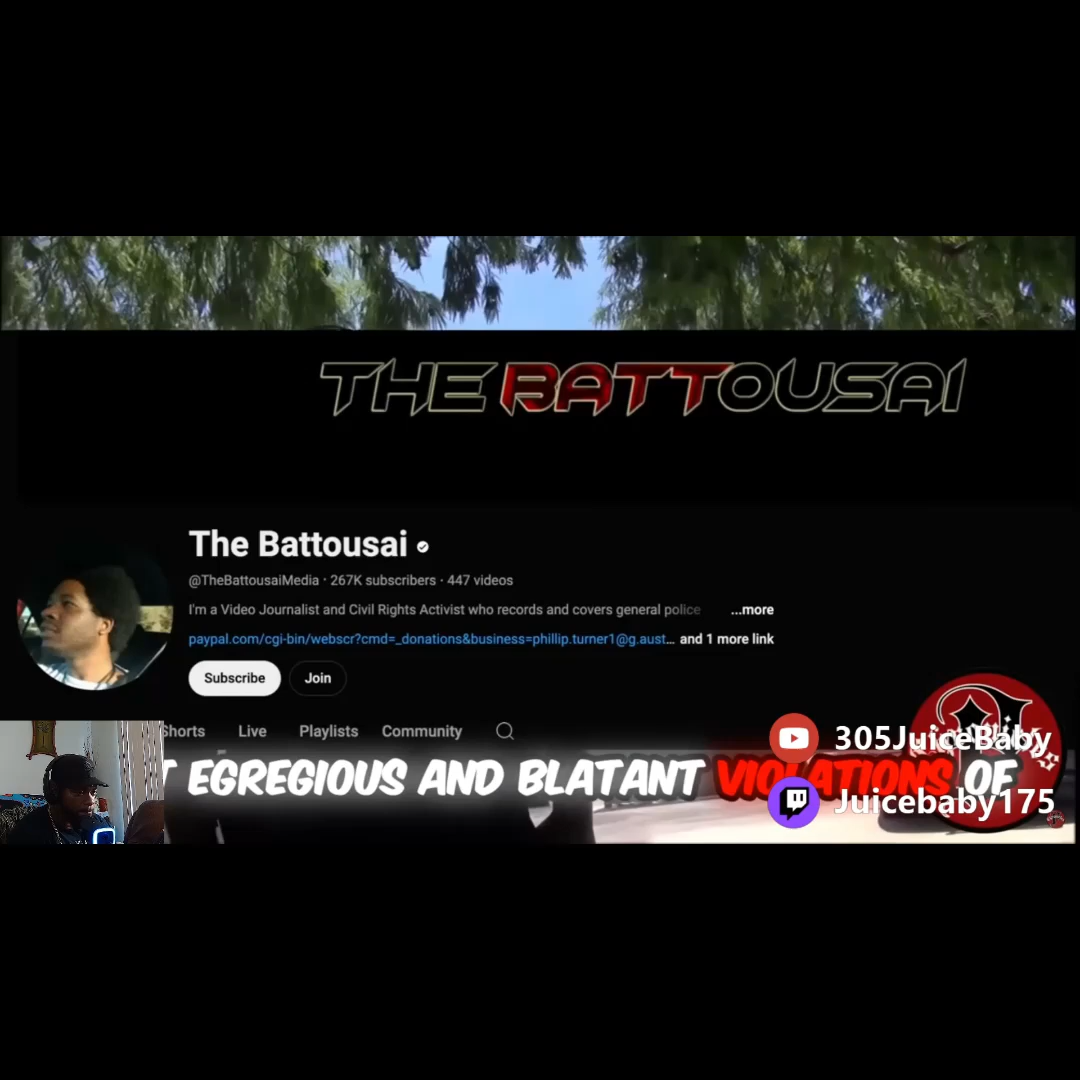 THE BATTOUSAI
The Battousai
@TheBattousaiMedia · 267K subscribers · 447 videos
I'm a Video Journalist and Civil Rights Activist who records and covers general police ...more
paypal.com/cgi-bin/webscr?cmd=_donations&business=phillip.turner1@g.aust... and 1 more link
Subscribe Join
Shorts Live Playlists Community
305JuiceBaby
T EGREGIOUS AND BLATANT VIOLATIONS OF
Juicebaby175